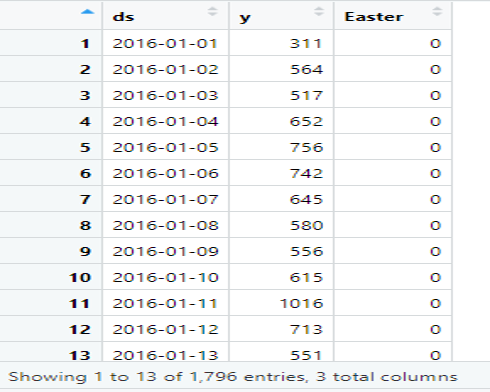 ds y Easter
1 2016-01-01 311 0
2 2016-01-02 564 0
3 2016-01-03 517 0
4 2016-01-04 652 0
5 2016-01-05 756 0
6 2016-01-06 742 0
7 2016-01-07 645 0
8 2016-01-08 580 0
9 2016-01-09 556 0
10 2016-01-10 615 0
11 2016-01-11 1016 0
12 2016-01-12 713 0
13 2016-01-13 551 0
Showing 1 to 13 of 1,796 entries, 3 total columns